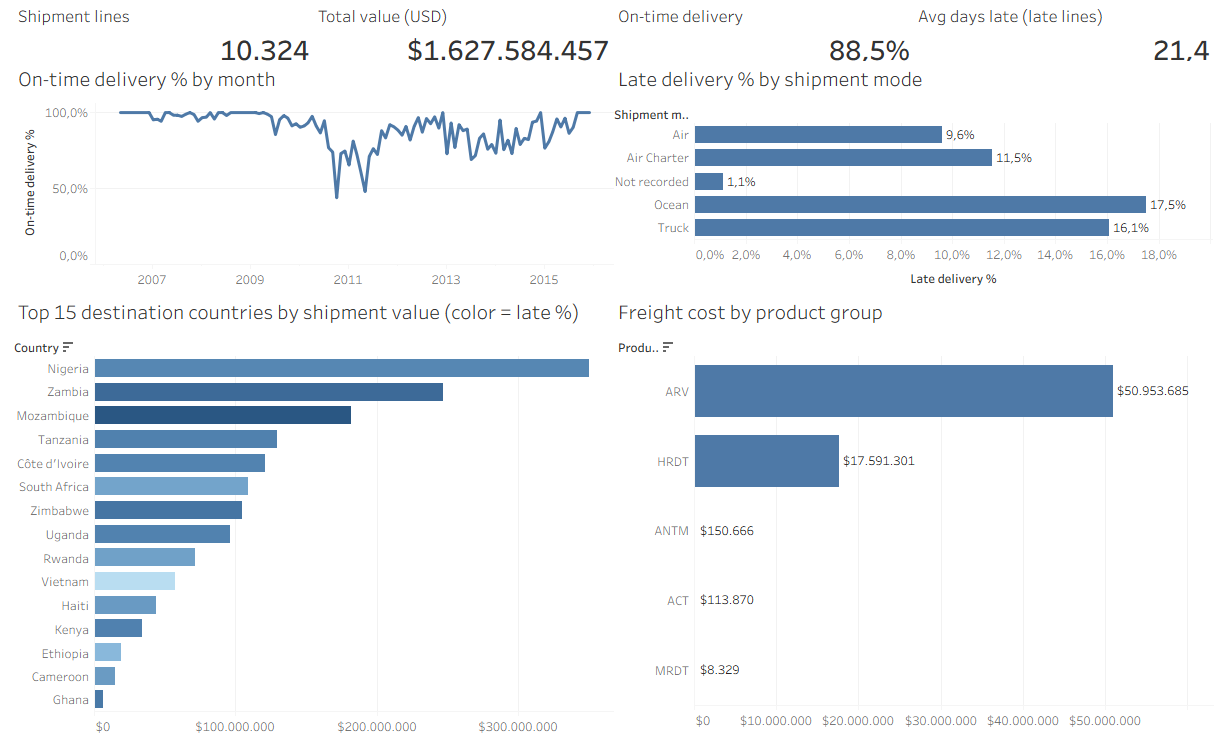 Shipment lines
10.324
Total value (USD)
$1.627.584.457
On-time delivery
88,5%
Avg days late (late lines)
21,4
On-time delivery % by month
On-time delivery %
100,0%
50,0%
0,0%
2007 2009 2011 2013 2015
Late delivery % by shipment mode
Shipment m..
Air 9,6%
Air Charter 11,5%
Not recorded 1,1%
Ocean 17,5%
Truck 16,1%
0,0% 2,0% 4,0% 6,0% 8,0% 10,0% 12,0% 14,0% 16,0% 18,0%
Late delivery %
Top 15 destination countries by shipment value (color = late %)
Country
Nigeria
Zambia
Mozambique
Tanzania
Côte d'Ivoire
South Africa
Zimbabwe
Uganda
Rwanda
Vietnam
Haiti
Kenya
Ethiopia
Cameroon
Ghana
$0 $100.000.000 $200.000.000 $300.000.000
Freight cost by product group
Produ..
ARV $50.953.685
HRDT $17.591.301
ANTM $150.666
ACT $113.870
MRDT $8.329
$0 $10.000.000 $20.000.000 $30.000.000 $40.000.000 $50.000.000